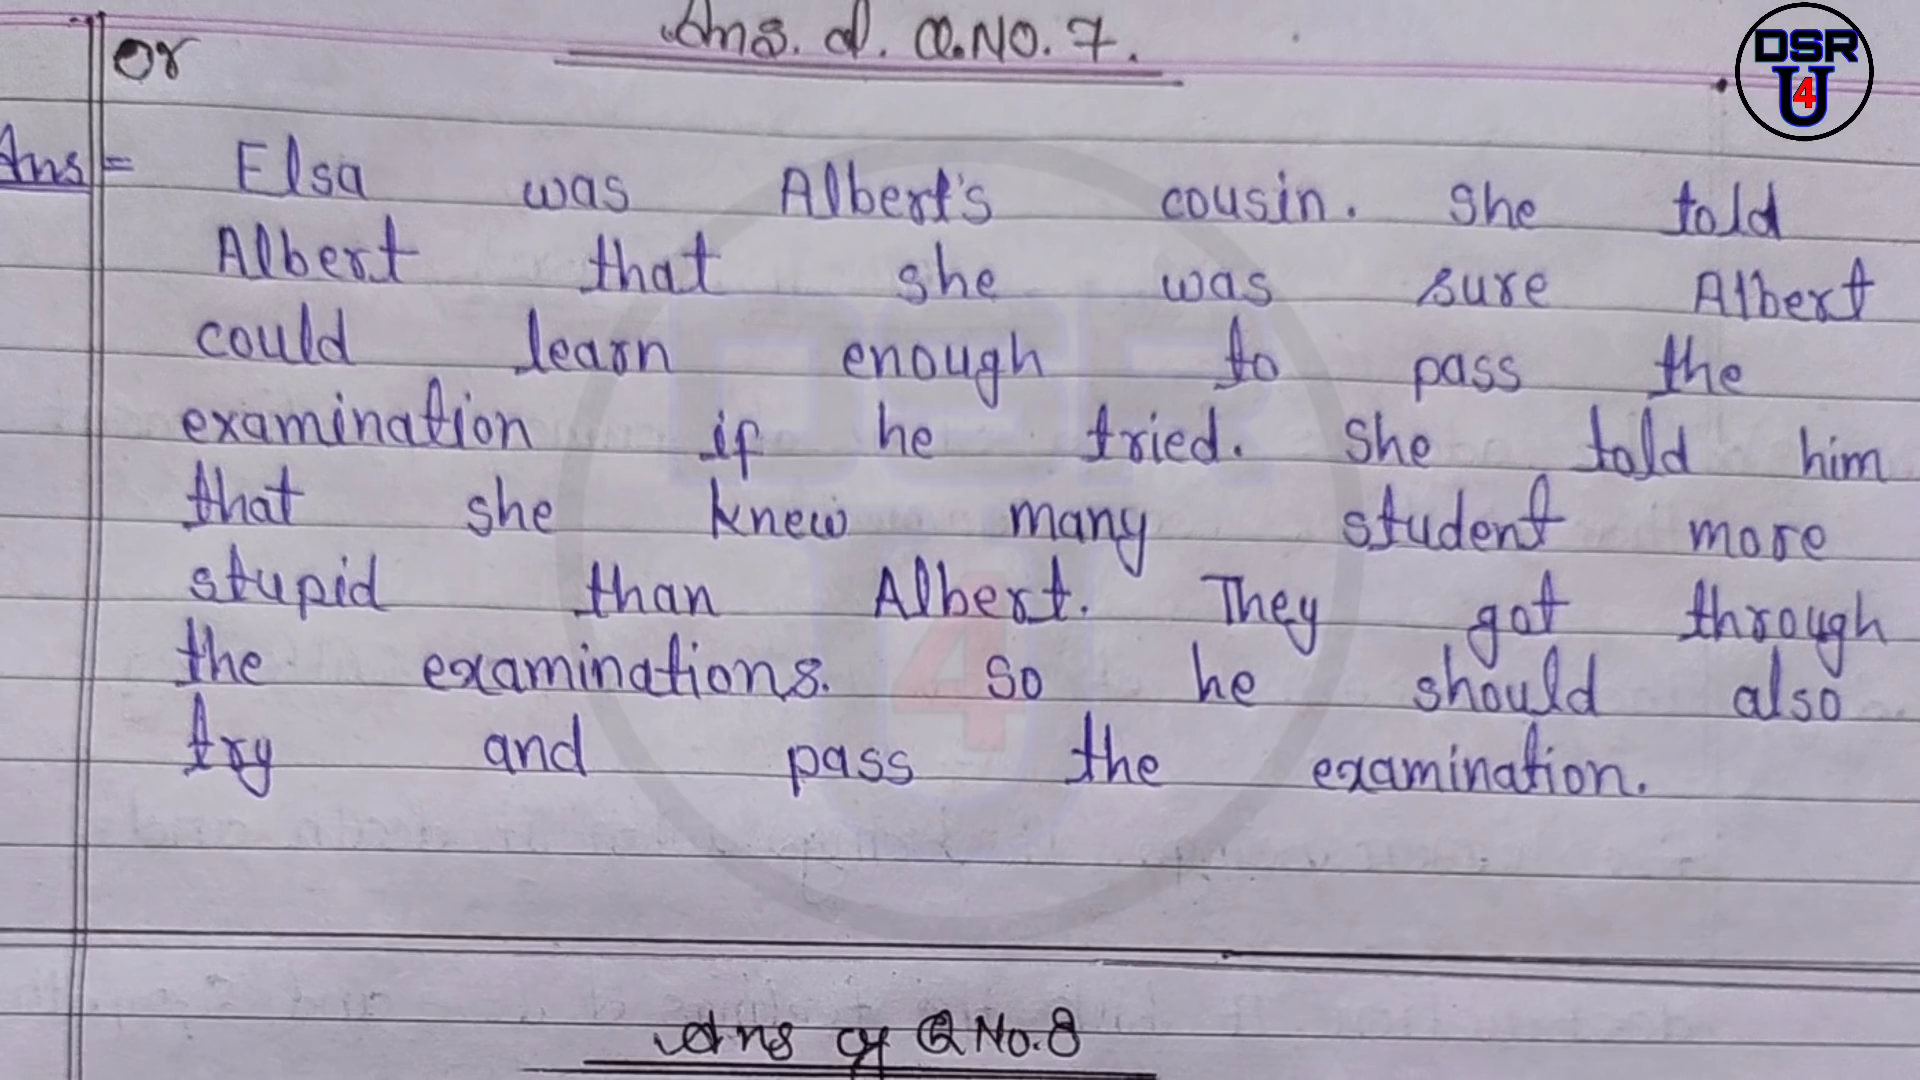 Ans. of. Q.NO. 7.
or
DSR
U
4
Ans = Elsa was Albert's cousin. She told
Albert that she was sure Albert
could learn enough to pass the
examination if he tried. She told him
that she knew many student more
stupid than Albert. They got through
the examinations. So he should also
try and pass the examination.
Ans of Q No. 8